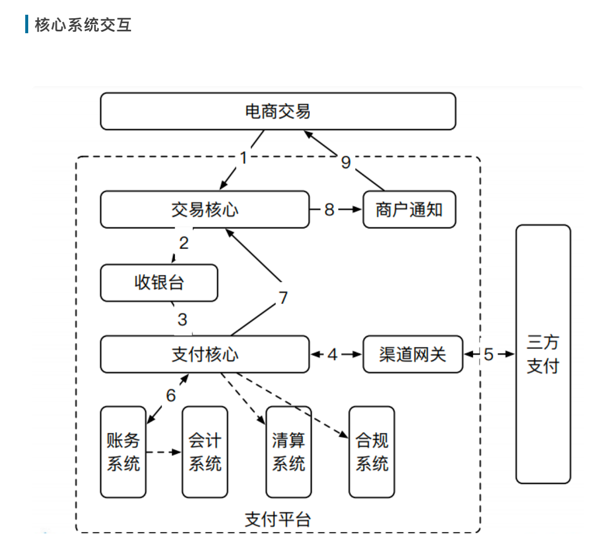 核心系统交互
电商交易
1
9
交易核心
8
商户通知
2
收银台
7
3
支付核心
4
渠道网关
5
三方
支付
6
账务
系统
会计
系统
清算
系统
合规
系统
支付平台